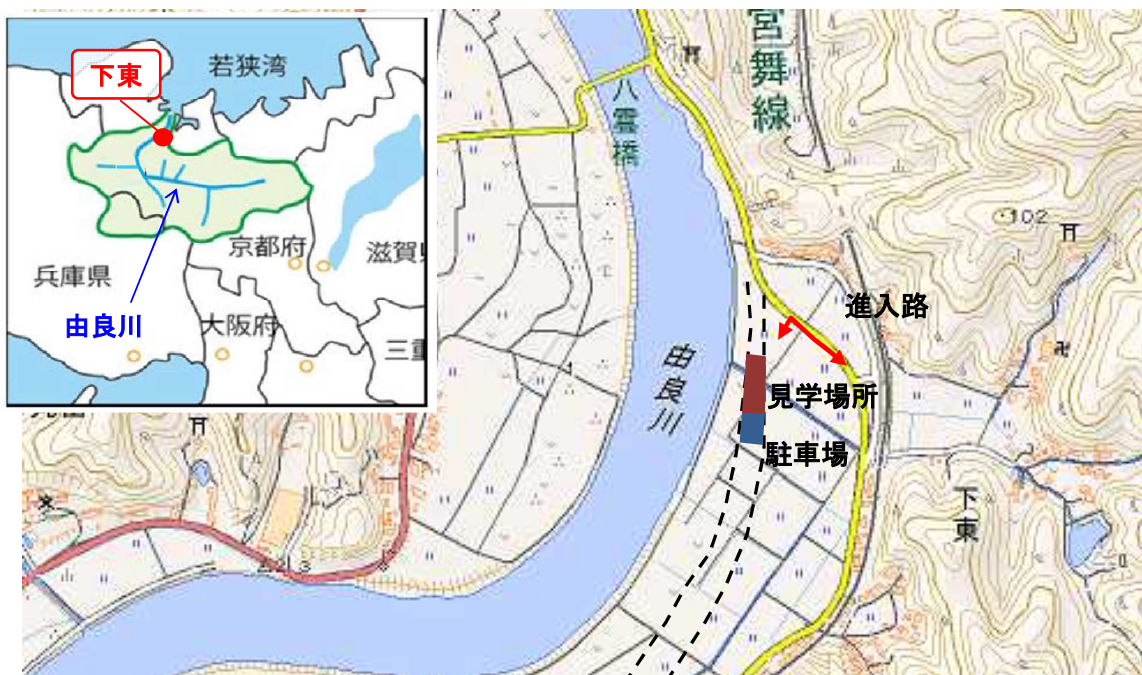 下東
若狭湾
京都府
滋賀県
兵庫県
由良川
大阪府
三重
宮舞線
八雲橋
102
進入路
由良川
見学場所
駐車場
下東